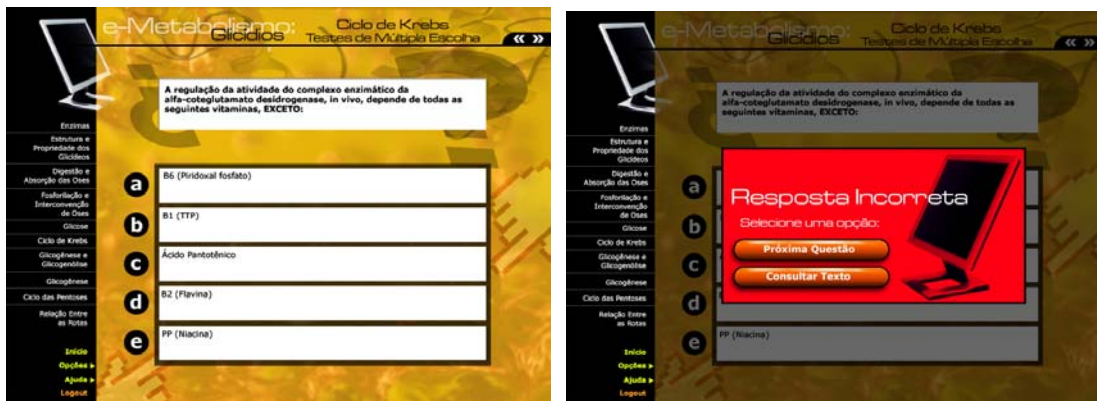 e-Metabolismo:
Glicídios
Ciclo de Krebs
Testes de Múltipla Escolha
« »
A regulação da atividade do complexo enzimático da
alfa-coteglutamato desidrogenase, in vivo, depende de todas as
seguintes vitaminas, EXCETO:
Enzimas
Estrutura e
Propriedade dos
Glicídeos
Digestão e
Absorção das Oses
Fosforilação e
Interconvenção
de Oses
Glicose
Ciclo de Krebs
Glicogênese e
Glicogenólise
Glicogênese
Ciclo das Pentoses
Relação Entre
as Rotas
Início
Opções
Ajuda
Logout
a
B6 (Piridoxal fosfato)
b
B1 (TTP)
c
Ácido Pantotênico
d
B2 (Flavina)
e
PP (Niacina)
e-Metabolismo:
Glicídios
Ciclo de Krebs
Testes de Múltipla Escolha
« »
A regulação da atividade do complexo enzimático da
alfa-coteglutamato desidrogenase, in vivo, depende de todas as
seguintes vitaminas, EXCETO:
Enzimas
Estrutura e
Propriedade dos
Glicídeos
Digestão e
Absorção das Oses
Fosforilação e
Interconvenção
de Oses
Glicose
Ciclo de Krebs
Glicogênese e
Glicogenólise
Glicogênese
Ciclo das Pentoses
Relação Entre
as Rotas
Início
Opções
Ajuda
Logout
Resposta Incorreta
Selecione uma opção:
Próxima Questão
Consultar Texto
a
b
c
d
e
PP (Niacina)